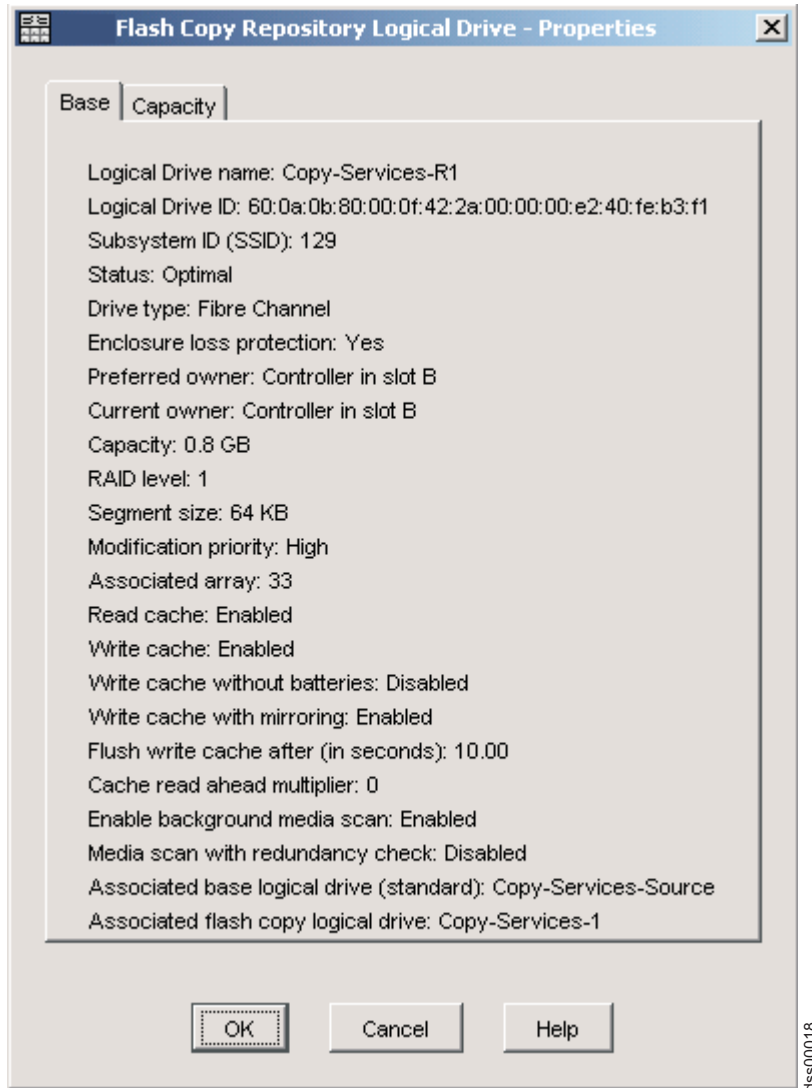 Flash Copy Repository Logical Drive - Properties
Base
Capacity
Logical Drive name: Copy-Services-R1
Logical Drive ID: 60:0a:0b:80:00:0f:42:2a:00:00:00:e2:40:fe:b3:f1
Subsystem ID (SSID): 129
Status: Optimal
Drive type: Fibre Channel
Enclosure loss protection: Yes
Preferred owner: Controller in slot B
Current owner: Controller in slot B
Capacity: 0.8 GB
RAID level: 1
Segment size: 64 KB
Modification priority: High
Associated array: 33
Read cache: Enabled
Write cache: Enabled
Write cache without batteries: Disabled
Write cache with mirroring: Enabled
Flush write cache after (in seconds): 10.00
Cache read ahead multiplier: 0
Enable background media scan: Enabled
Media scan with redundancy check: Disabled
Associated base logical drive (standard): Copy-Services-Source
Associated flash copy logical drive: Copy-Services-1
OK
Cancel
Help
dss00018